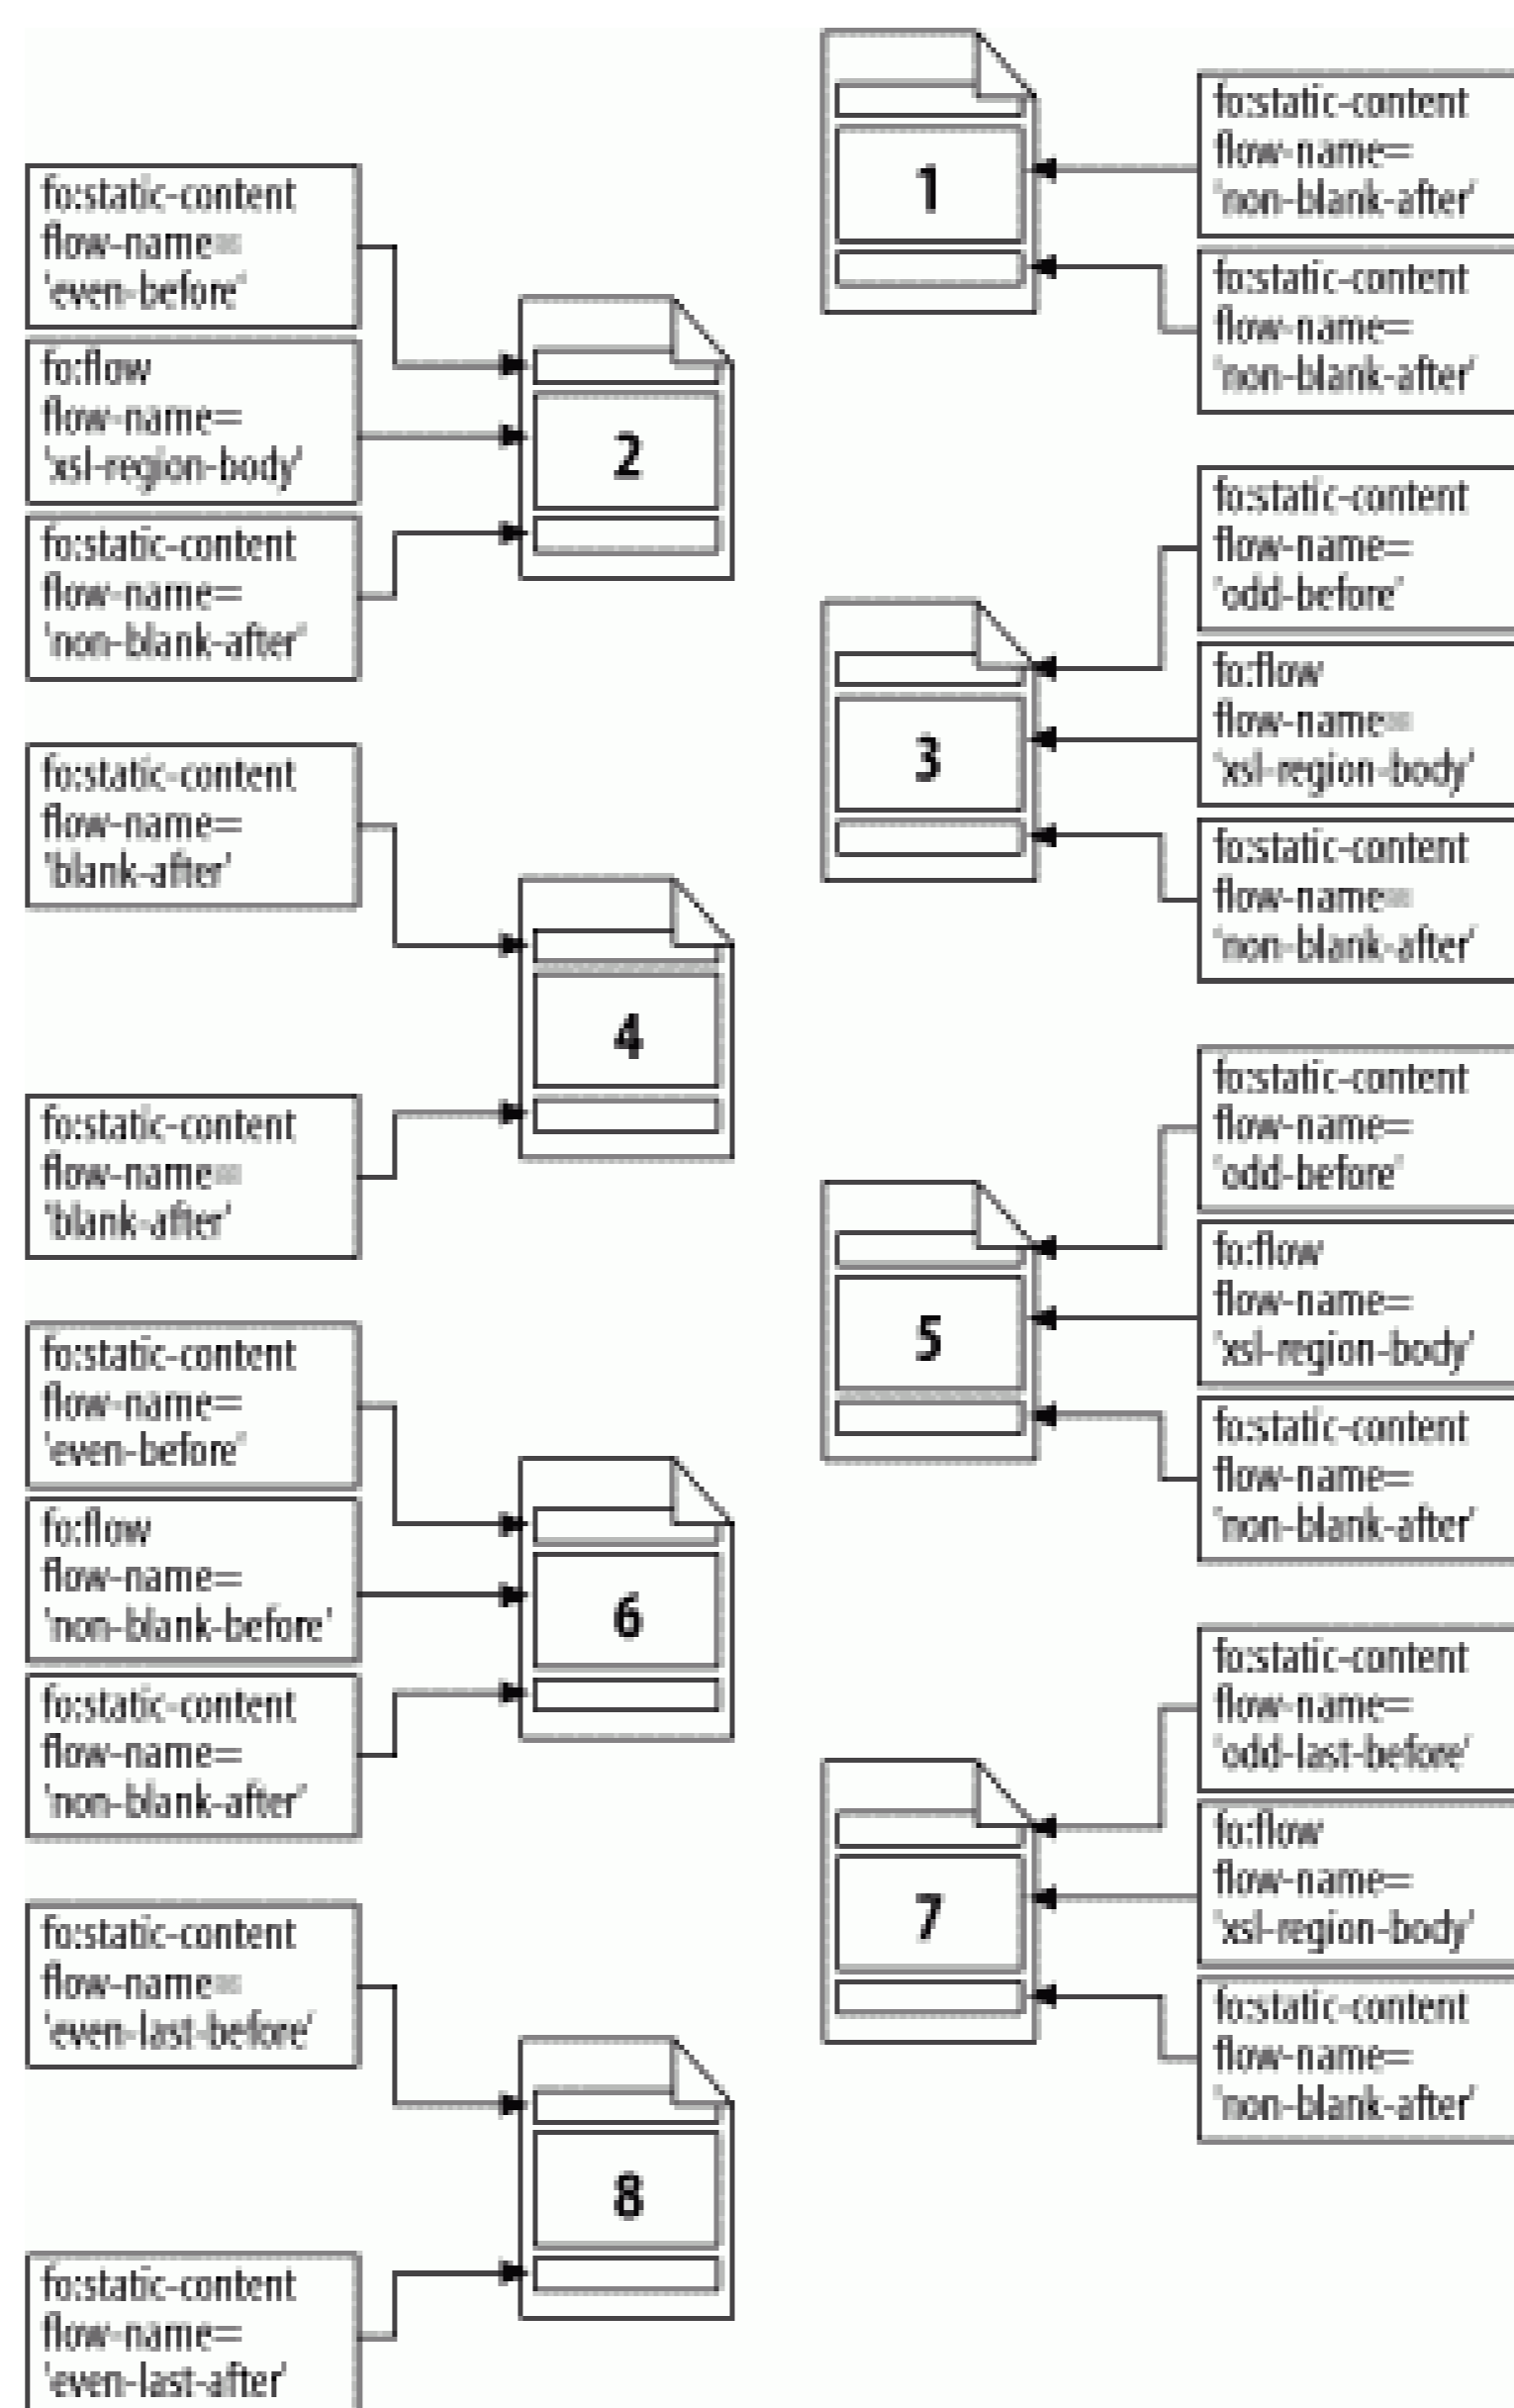 fo:static-content
flow-name=
'non-blank-after'
1
fo:static-content
flow-name=
'non-blank-after'
fo:static-content
flow-name=
'even-before'
fo:flow
flow-name=
'xsl-region-body'
2
fo:static-content
flow-name=
'non-blank-after'
fo:static-content
flow-name=
'odd-before'
fo:flow
flow-name=
'xsl-region-body'
3
fo:static-content
flow-name=
'non-blank-after'
fo:static-content
flow-name=
'blank-after'
4
fo:static-content
flow-name=
'blank-after'
fo:static-content
flow-name=
'odd-before'
fo:flow
flow-name=
'xsl-region-body'
5
fo:static-content
flow-name=
'non-blank-after'
fo:static-content
flow-name=
'even-before'
fo:flow
flow-name=
'non-blank-before'
6
fo:static-content
flow-name=
'non-blank-after'
fo:static-content
flow-name=
'odd-last-before'
fo:flow
flow-name=
'xsl-region-body'
7
fo:static-content
flow-name=
'non-blank-after'
fo:static-content
flow-name=
'even-last-before'
8
fo:static-content
flow-name=
'even-last-after'